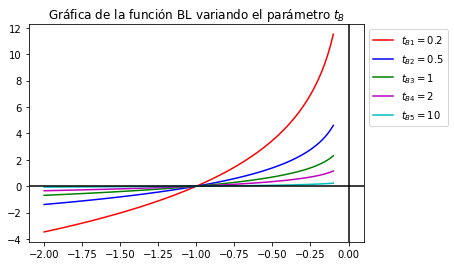 Gráfica de la función BL variando el parámetro t_B
12
10
8
6
4
2
0
−2
−4
−2.00 −1.75 −1.50 −1.25 −1.00 −0.75 −0.50 −0.25 0.00
t_{B1} = 0.2
t_{B2} = 0.5
t_{B3} = 1
t_{B4} = 2
t_{B5} = 10